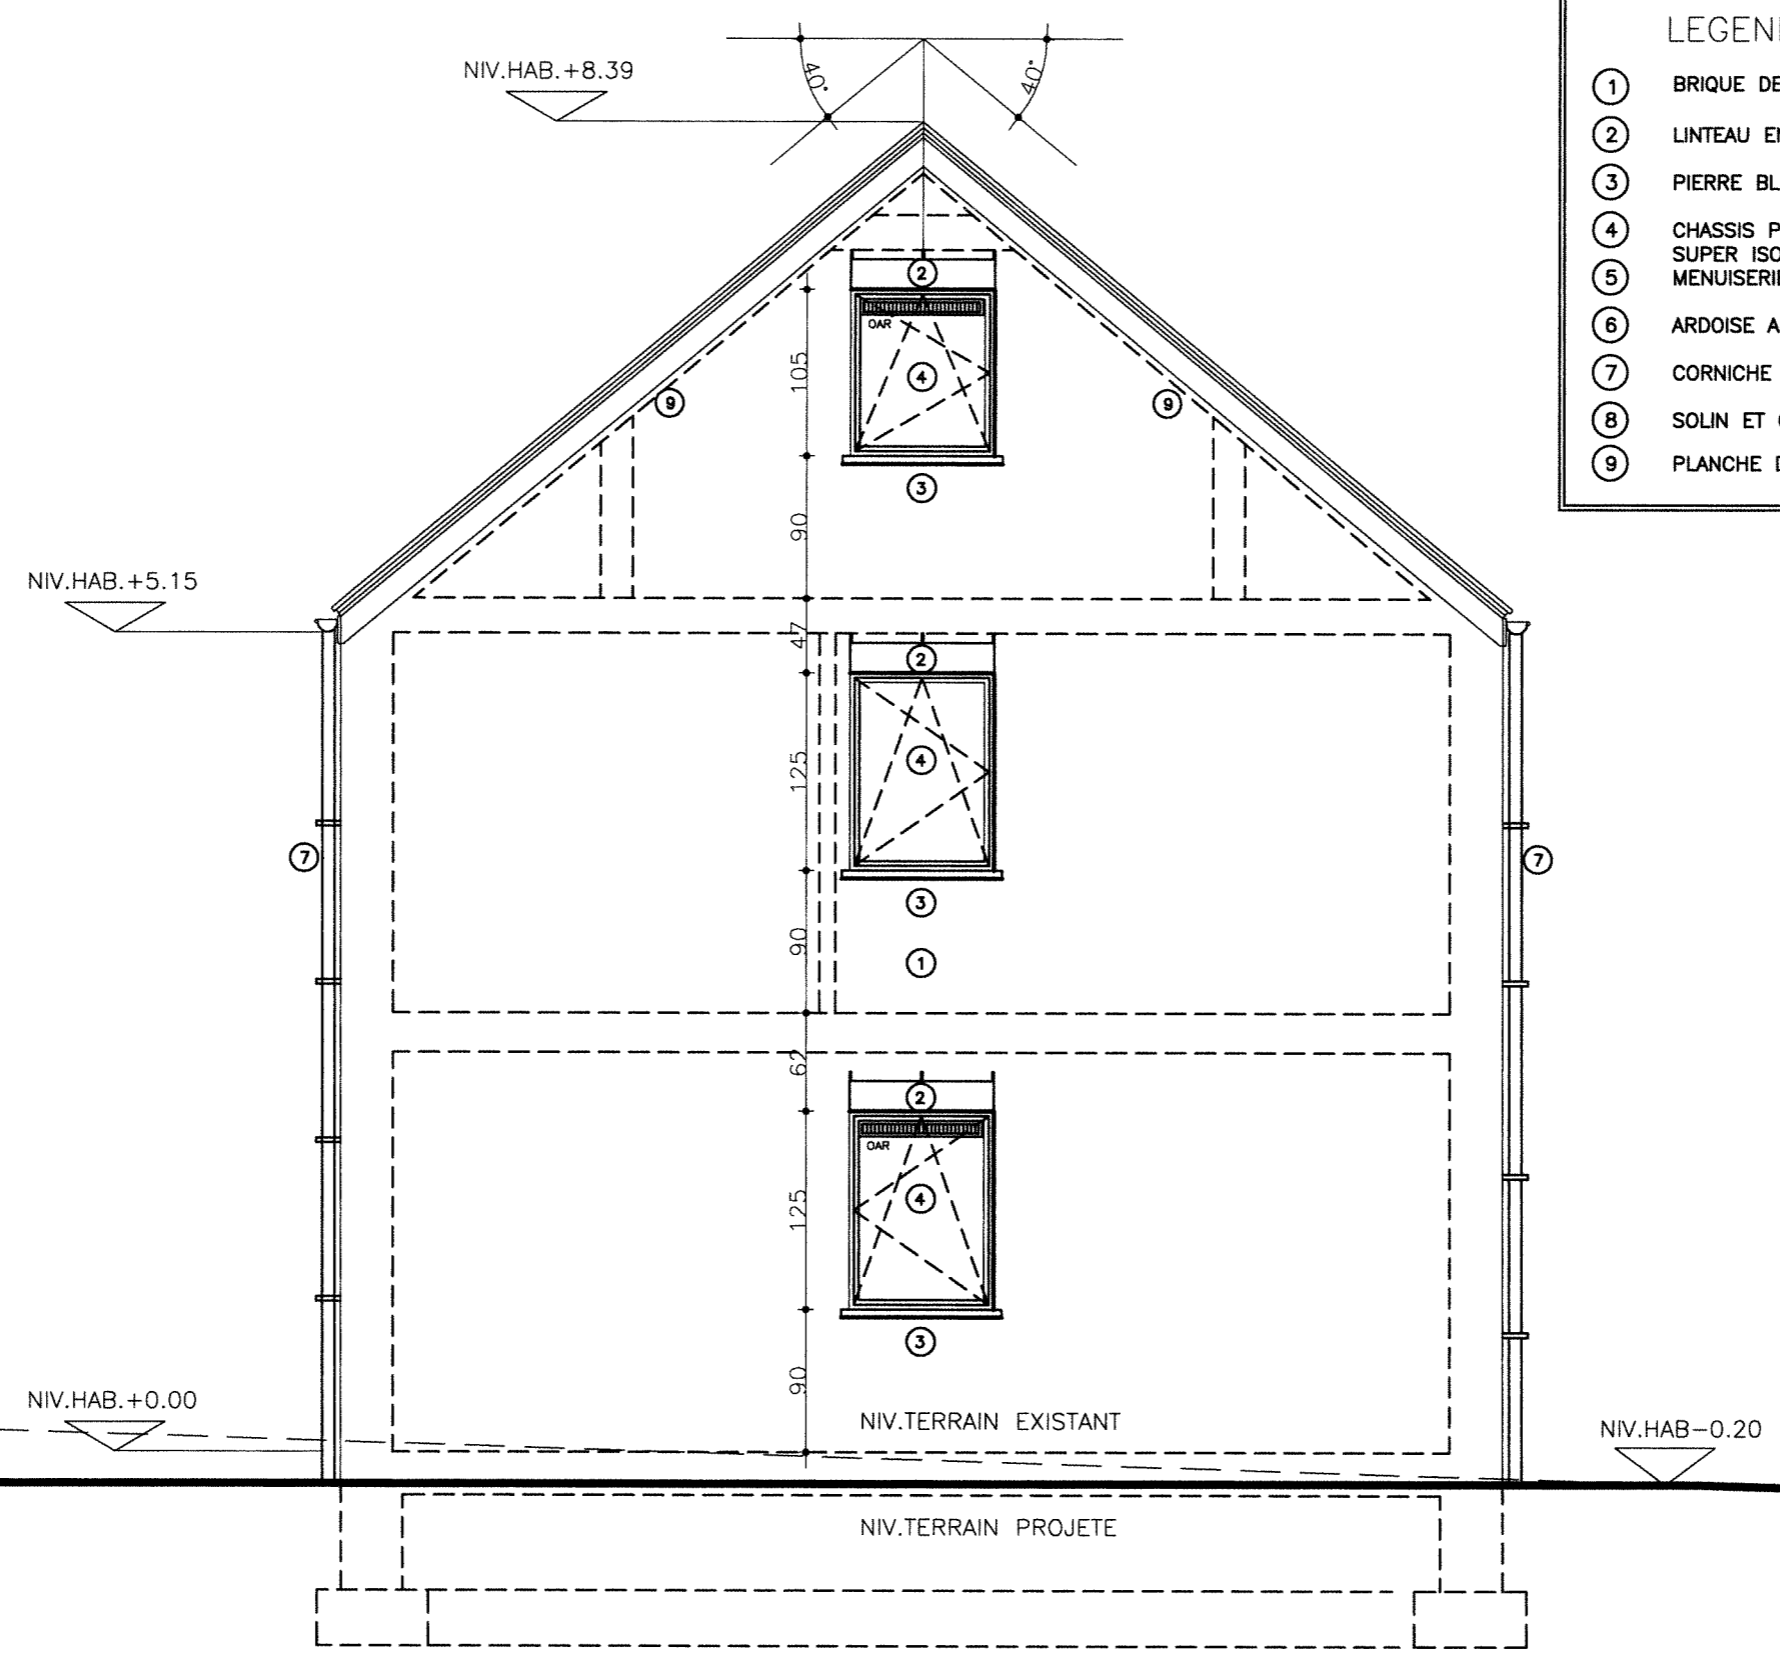 LEGEN
1 BRIQUE DE
2 LINTEAU E
3 PIERRE BL
4 CHASSIS P
SUPER ISO
5 MENUISERI
6 ARDOISE A
7 CORNICHE
8 SOLIN ET
9 PLANCHE D
40°
40°
NIV.HAB.+8.39
2
OAR
4
105
9
9
3
90
NIV.HAB.+5.15
47
2
4
125
7
7
3
90
1
62
2
OAR
4
125
3
90
NIV.HAB.+0.00
NIV.TERRAIN EXISTANT
NIV.HAB-0.20
NIV.TERRAIN PROJETE